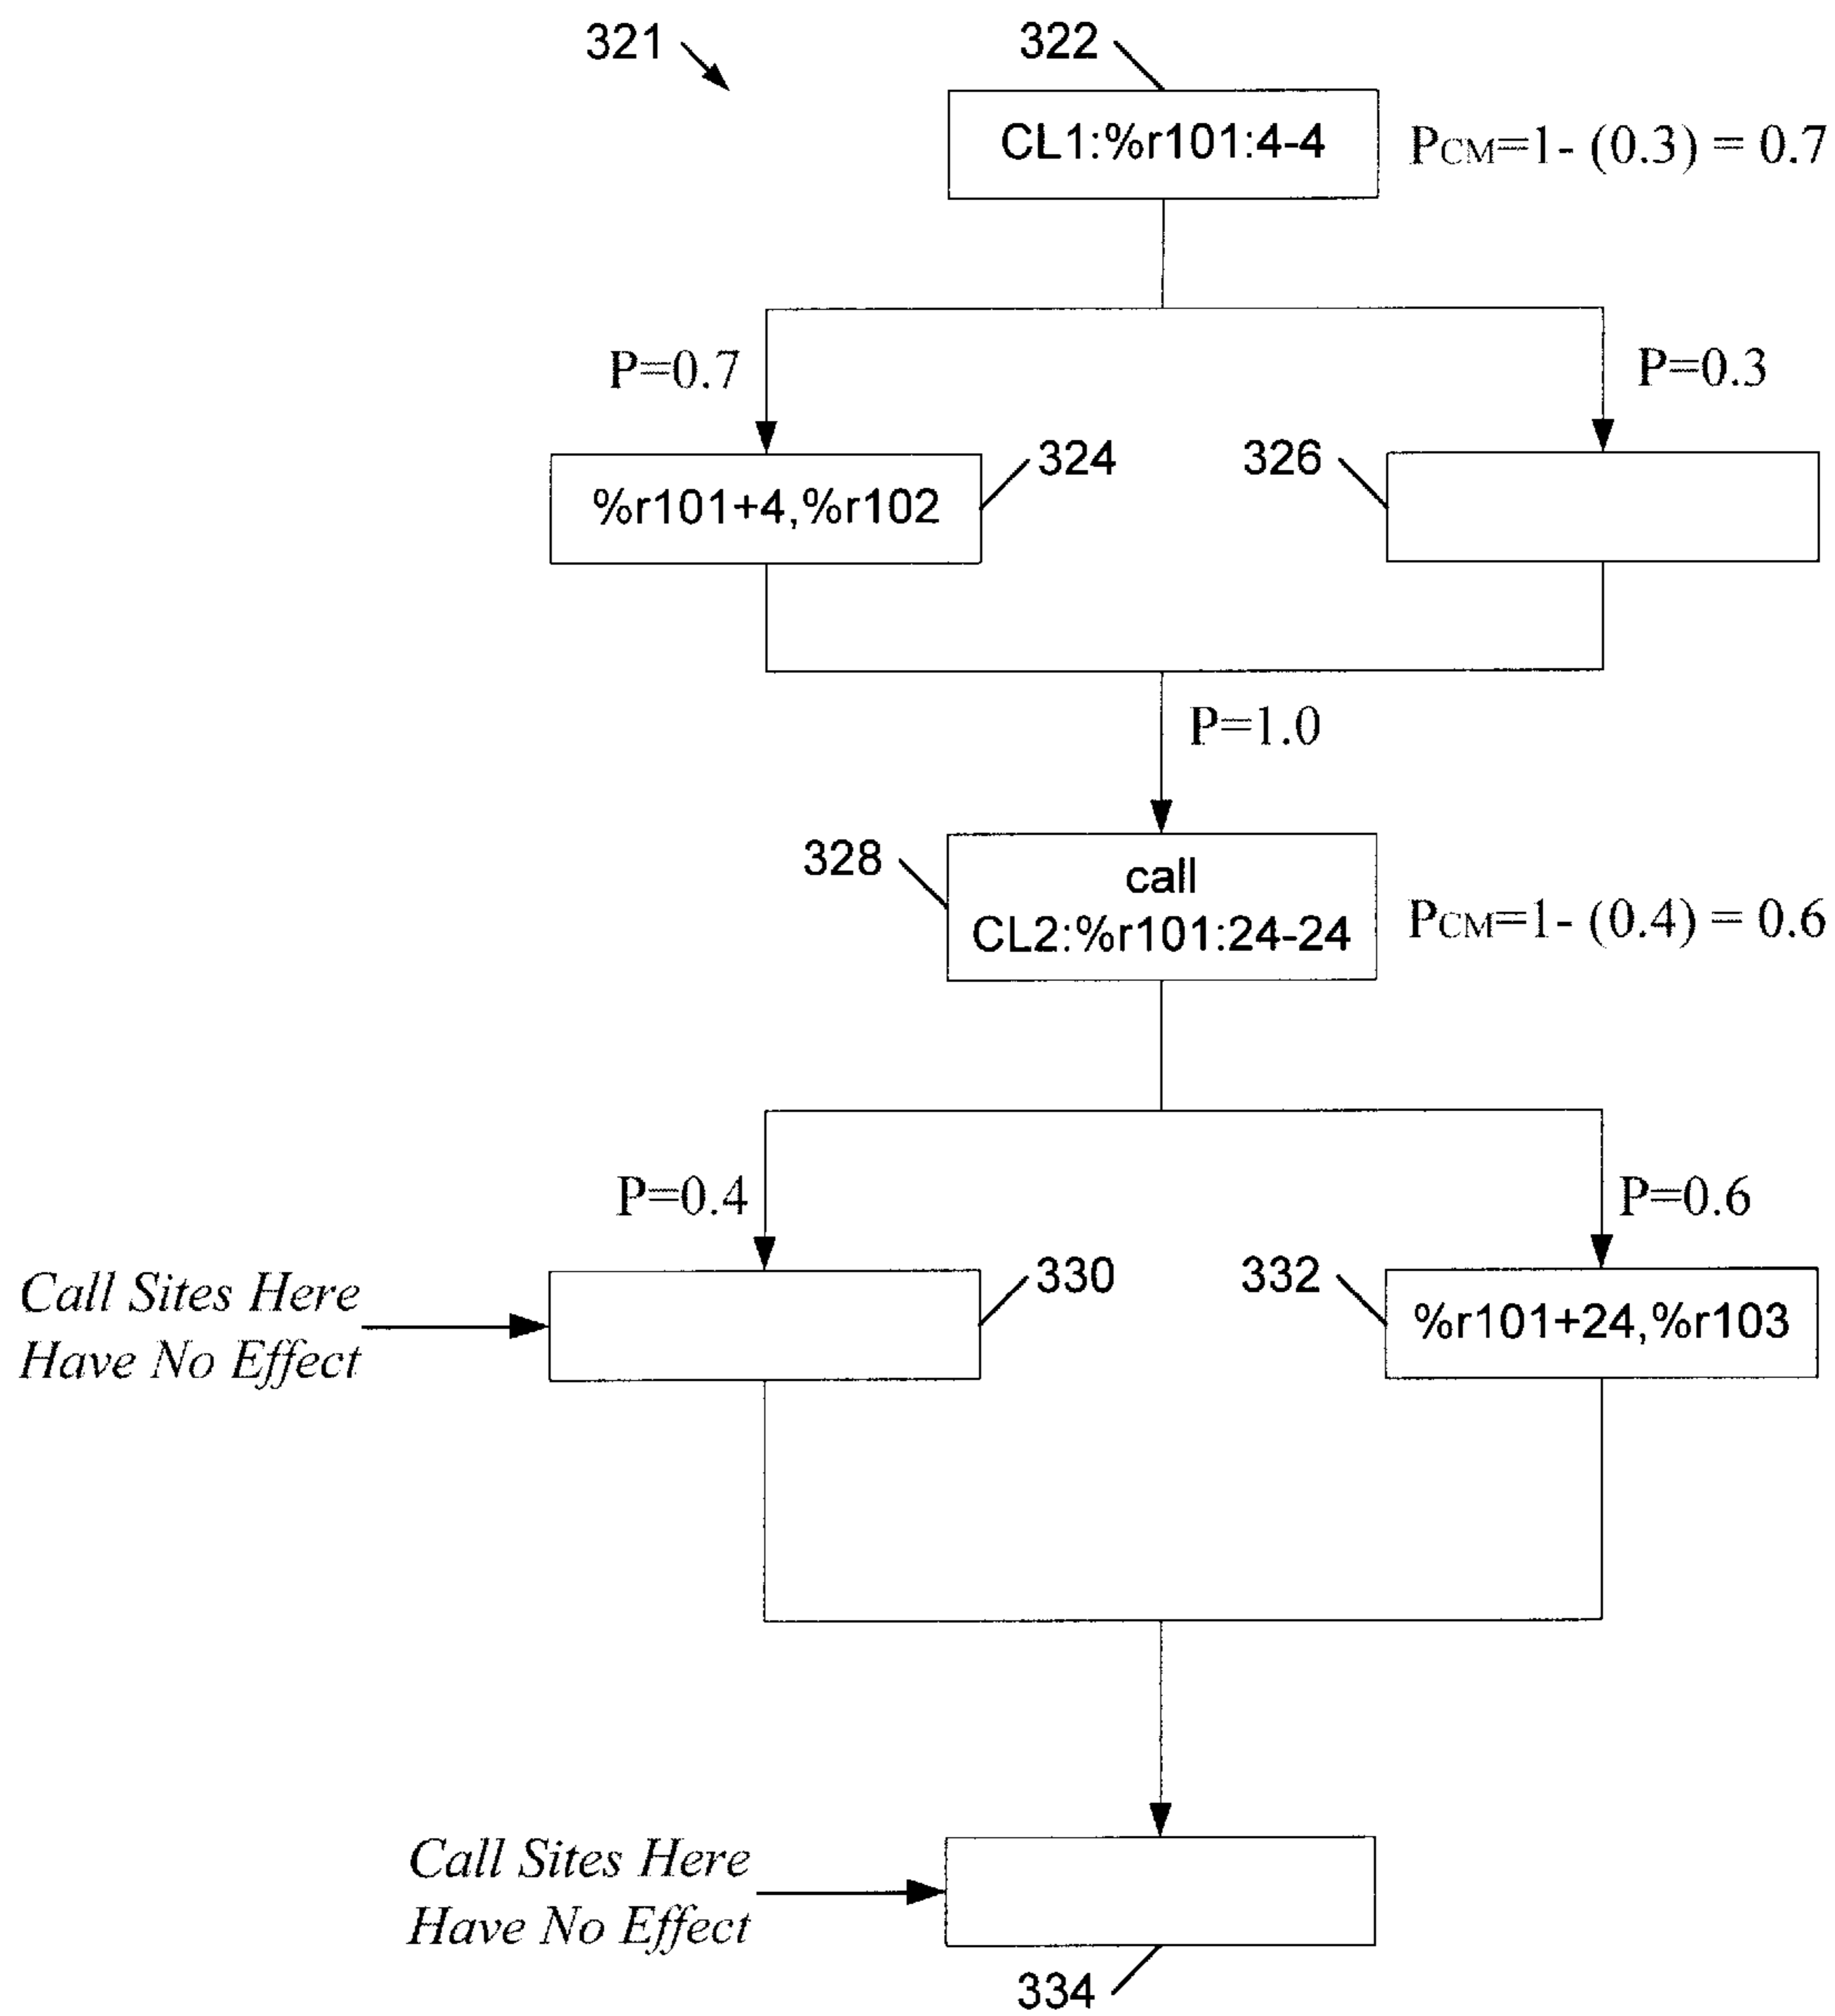 321
322
CL1:%r101:4-4
PCM=1- (0.3) = 0.7
P=0.7
P=0.3
324
326
%r101+4,%r102
P=1.0
328
call
CL2:%r101:24-24
PCM=1- (0.4) = 0.6
P=0.4
P=0.6
Call Sites Here
Have No Effect
330
332
%r101+24,%r103
Call Sites Here
Have No Effect
334